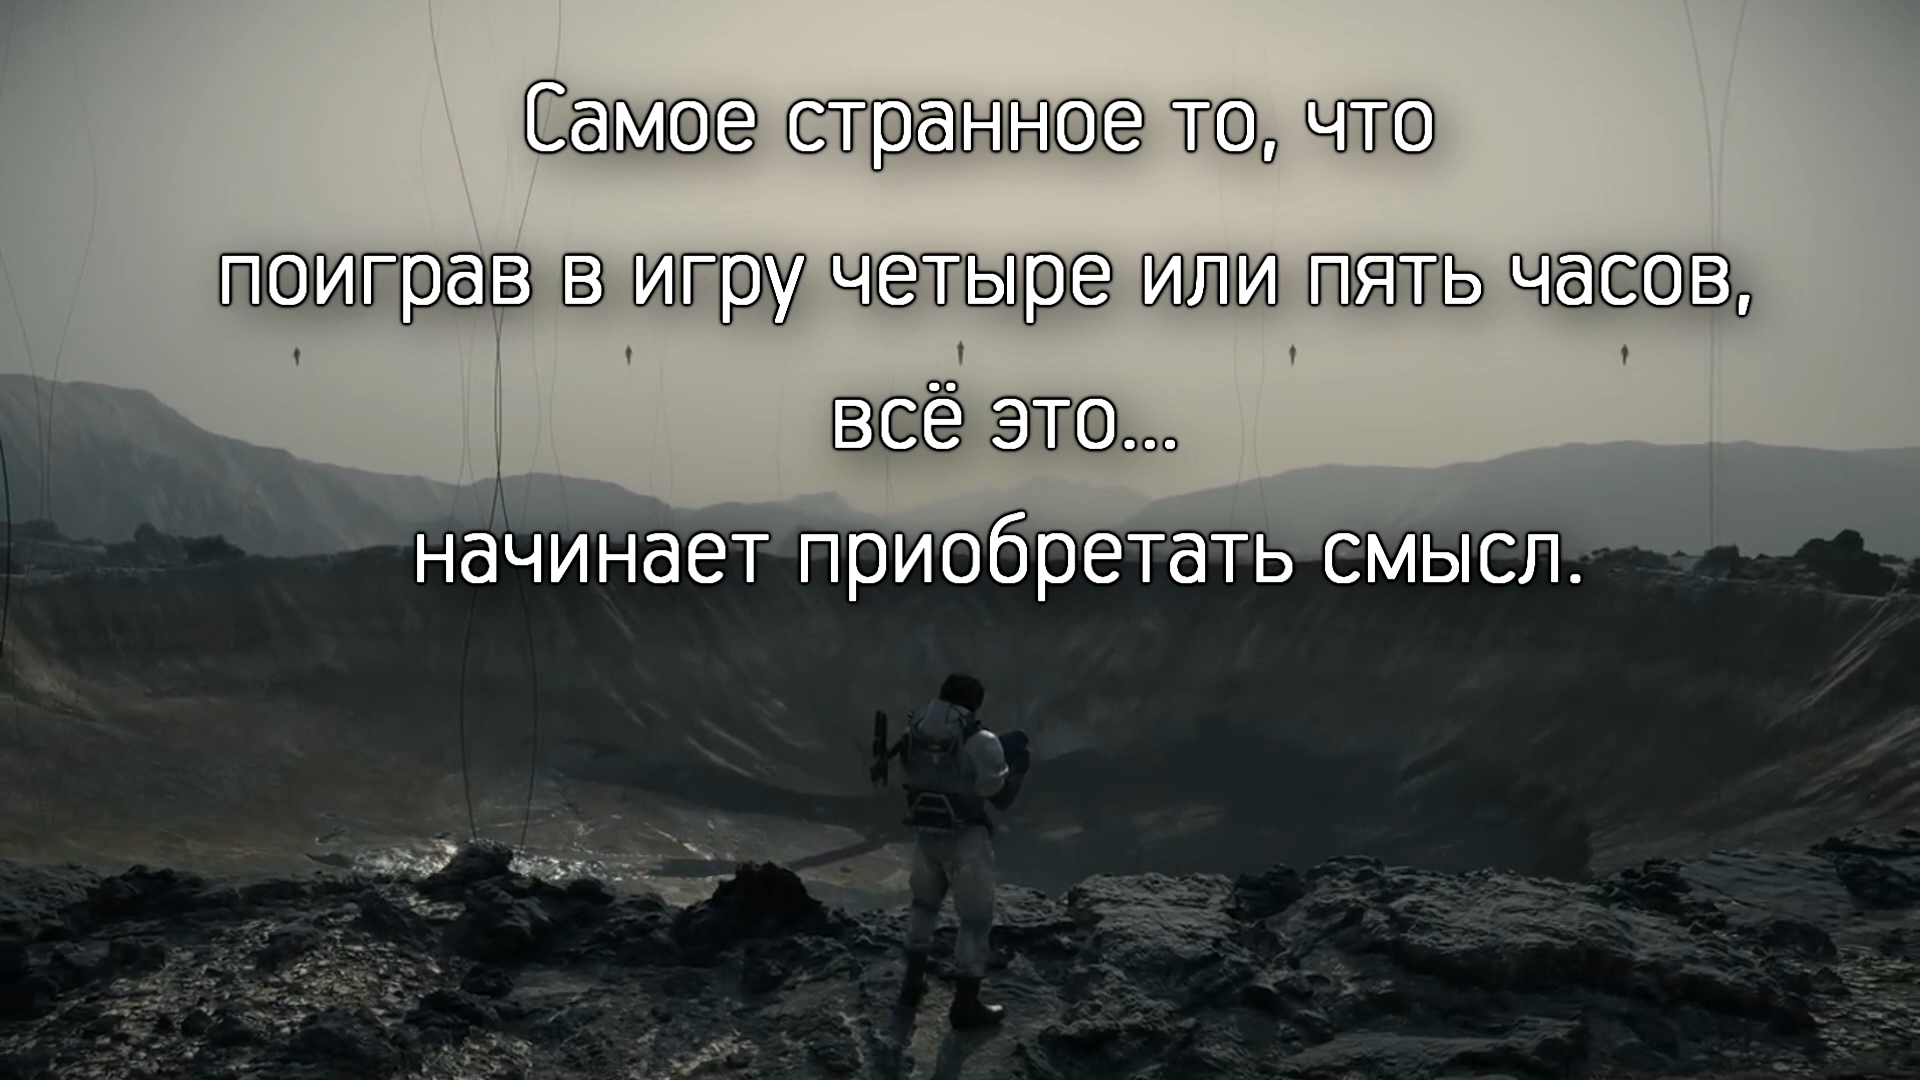 Самое странное то, что
поиграв в игру четыре или пять часов,
всё это...
начинает приобретать смысл.